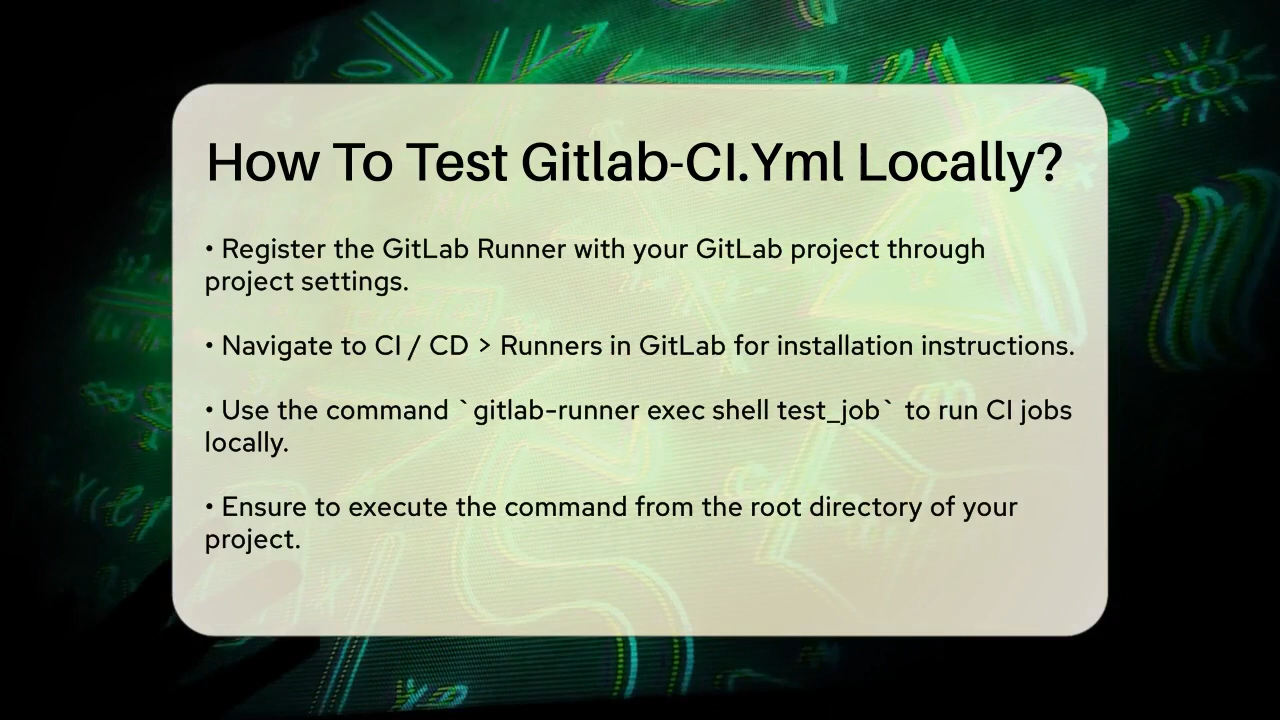 How To Test Gitlab-CI.Yml Locally?
• Register the GitLab Runner with your GitLab project through
project settings.
• Navigate to CI / CD > Runners in GitLab for installation instructions.
• Use the command `gitlab-runner exec shell test_job` to run CI jobs
locally.
• Ensure to execute the command from the root directory of your
project.